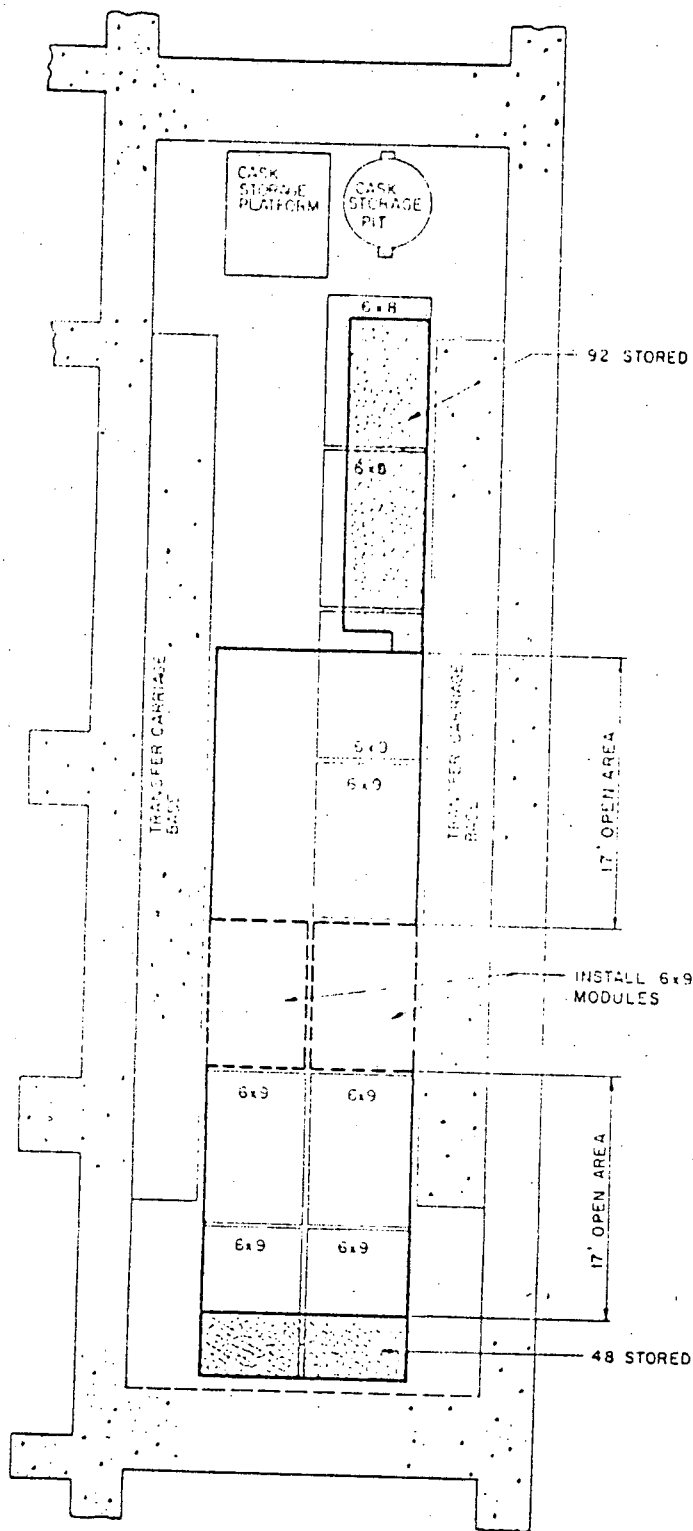 CASK
STORAGE
PLATFORM
CASK
STORAGE
PIT
6x8
92 STORED
6x8
TRANSFER CARRIAGE
BASE
6x9
6x9
TRANSFER CARRIAGE
BASE
17' OPEN AREA
INSTALL 6x9
MODULES
6x9
6x9
17' OPEN AREA
6x9
6x9
48 STORED